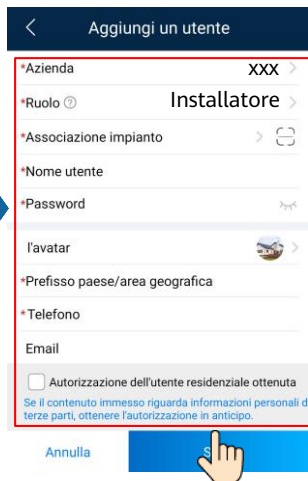 Aggiungi un utente
*Azienda xxx
*Ruolo Installatore
*Associazione impianto
*Nome utente
*Password
l'avatar
*Prefisso paese/area geografica
*Telefono
Email
Autorizzazione dell'utente residenziale ottenuta
Se il contenuto immesso riguarda informazioni personali di
terze parti, ottenere l'autorizzazione in anticipo.
Annulla